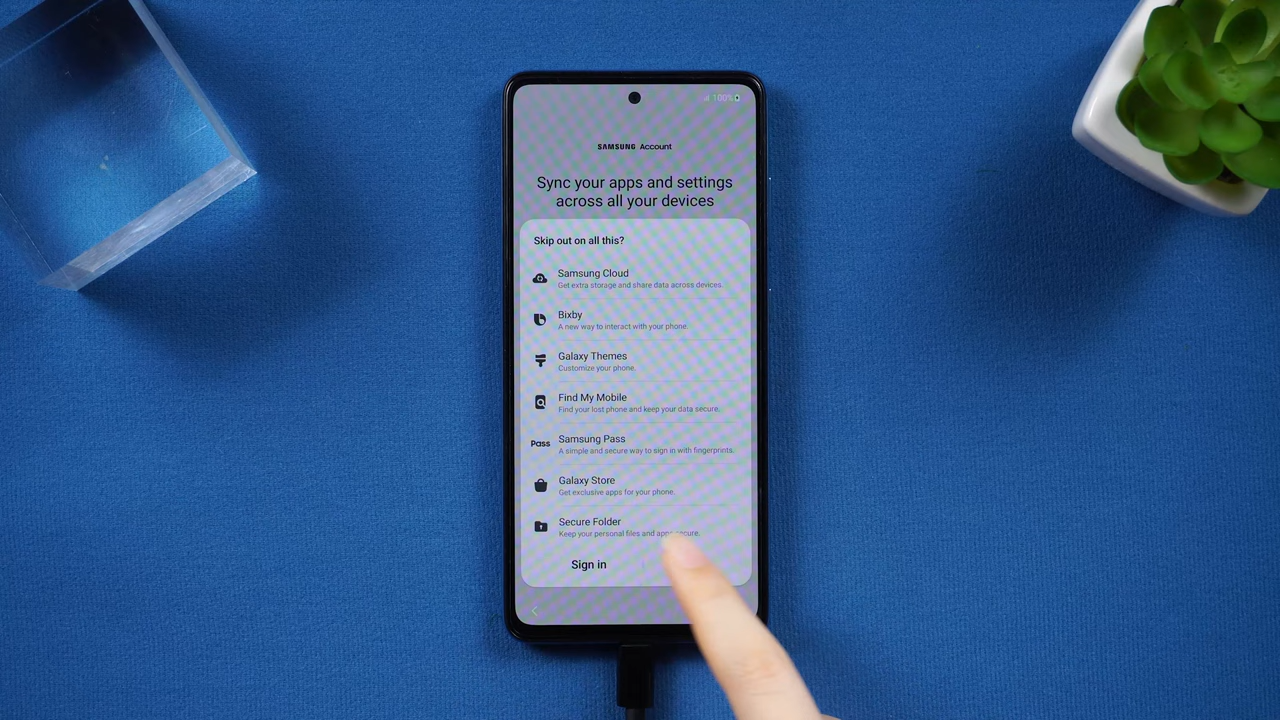 100%
SAMSUNG Account
Sync your apps and settings
across all your devices
Skip out on all this?
Samsung Cloud
Get extra storage and share data across devices.
Bixby
A new way to interact with your phone.
Galaxy Themes
Customize your phone.
Find My Mobile
Find your lost phone and keep your data secure.
Pass
Samsung Pass
A simple and secure way to sign in with fingerprints.
Galaxy Store
Get exclusive apps for your phone.
Secure Folder
Keep your personal files and apps secure.
Sign in